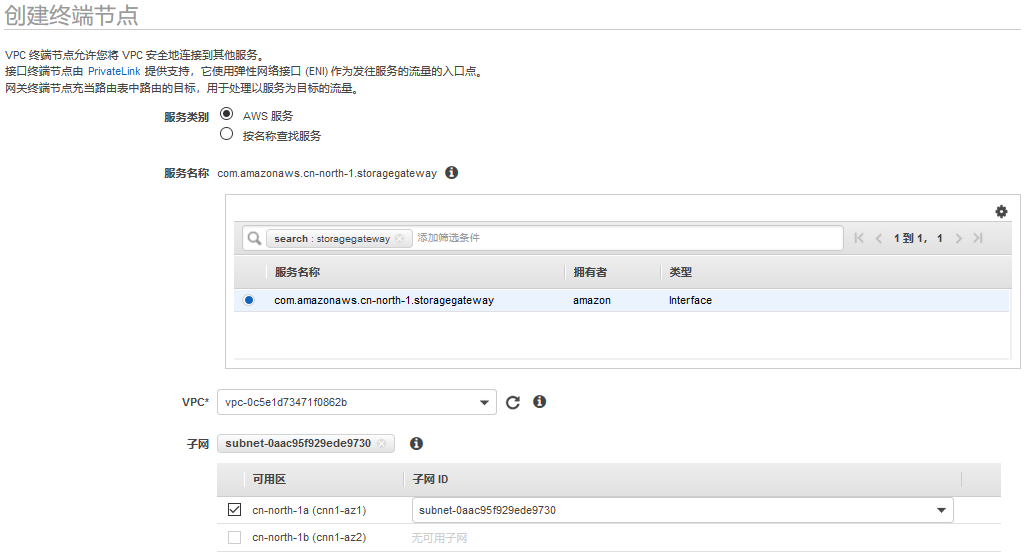 创建终端节点
VPC 终端节点允许您将 VPC 安全地连接到其他服务。
接口终端节点由 PrivateLink 提供支持，它使用弹性网络接口 (ENI) 作为发往服务的流量的入口点。
网关终端节点充当路由表中路由的目标，用于处理以服务为目标的流量。
服务类别 AWS 服务
按名称查找服务
服务名称 com.amazonaws.cn-north-1.storagegateway
search : storagegateway 添加筛选条件 1 到 1， 1
服务名称 拥有者 类型
com.amazonaws.cn-north-1.storagegateway amazon Interface
VPC* vpc-0c5e1d73471f0862b
子网 subnet-0aac95f929ede9730
可用区 子网 ID
cn-north-1a (cnn1-az1) subnet-0aac95f929ede9730
cn-north-1b (cnn1-az2) 无可用子网